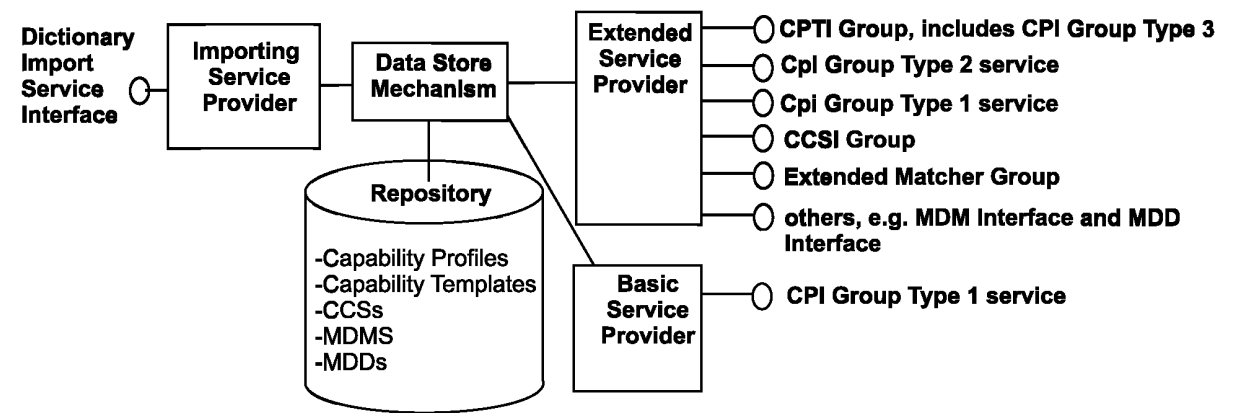 Dictionary
Import
Service
Interface
Importing
Service
Provider
Data Store
Mechanism
Repository
-Capability Profiles
-Capability Templates
-CCSs
-MDMS
-MDDs
Extended
Service
Provider
CPTI Group, includes CPI Group Type 3
CpI Group Type 2 service
Cpi Group Type 1 service
CCSI Group
Extended Matcher Group
others, e.g. MDM Interface and MDD
Interface
Basic
Service
Provider
CPI Group Type 1 service